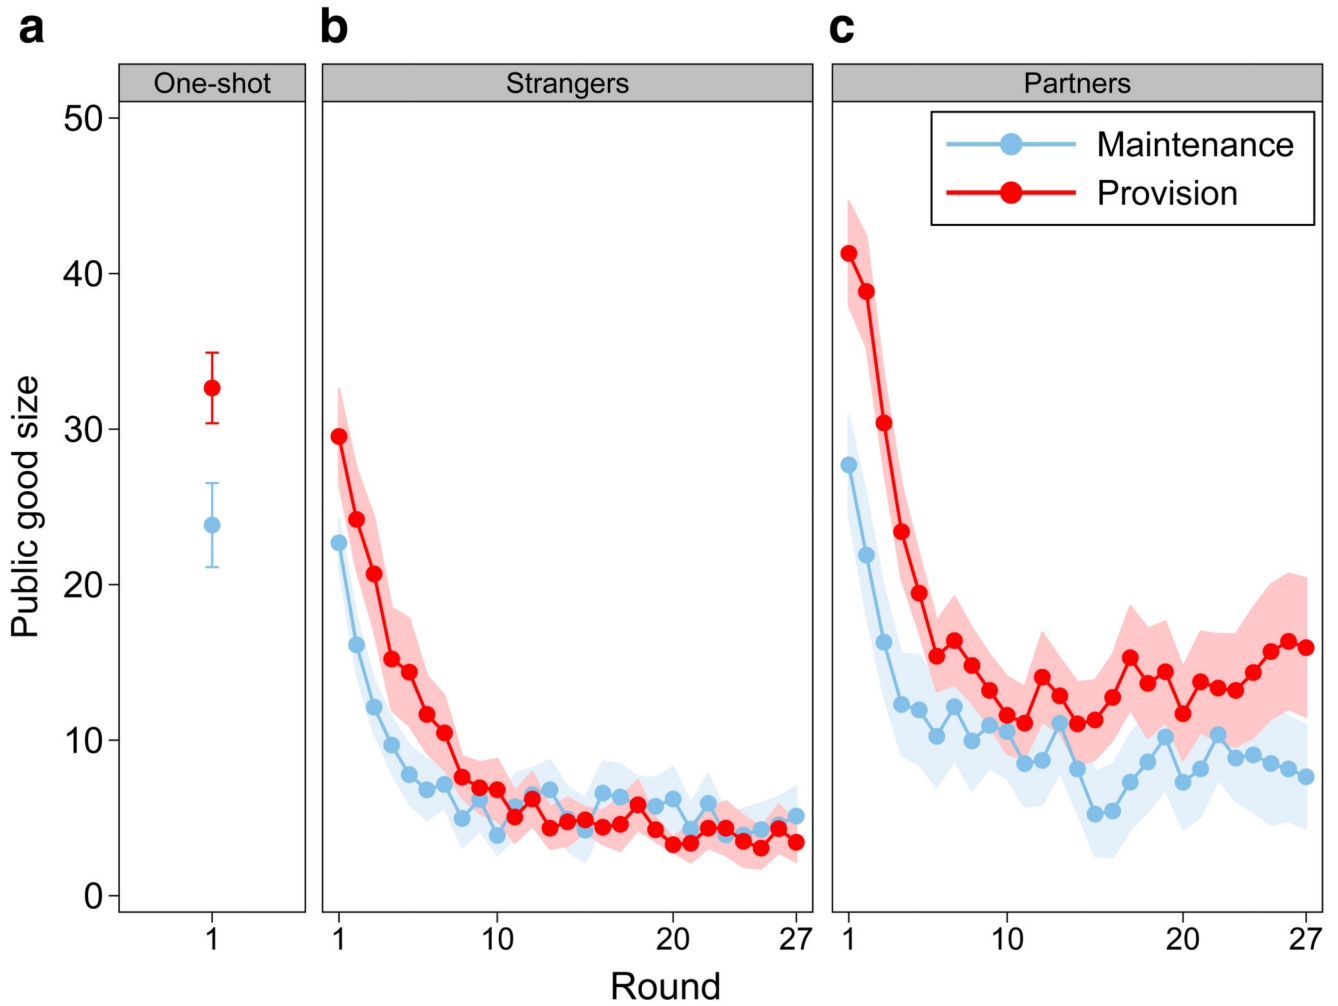 a b c
One-shot Strangers Partners
Maintenance
Provision
Public good size
50
40
30
20
10
0
1 1 10 20 27 1 10 20 27
Round